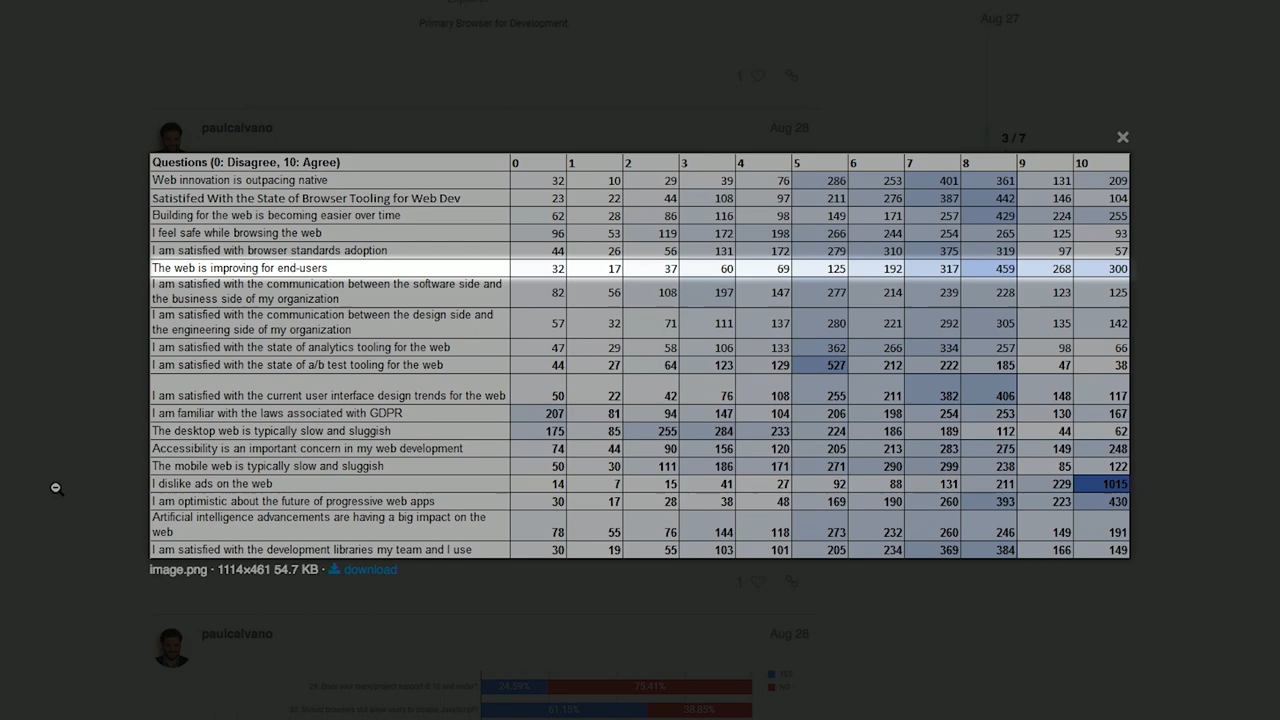 Primary Browser for Development
Aug 27
1
paulcalvano Aug 28
3 / 7
×
Questions (0: Disagree, 10: Agree) 0 1 2 3 4 5 6 7 8 9 10
Web innovation is outpacing native 32 10 29 39 76 286 253 401 361 131 209
Satistifed With the State of Browser Tooling for Web Dev 23 22 44 108 97 211 276 387 442 146 104
Building for the web is becoming easier over time 62 28 86 116 98 149 171 257 429 224 255
I feel safe while browsing the web 96 53 119 172 198 266 244 254 265 125 93
I am satisfied with browser standards adoption 44 26 56 131 172 279 310 375 319 97 57
The web is improving for end-users 32 17 37 60 69 125 192 317 459 268 300
I am satisfied with the communication between the software side and
the business side of my organization 82 56 108 197 147 277 214 239 228 123 125
I am satisfied with the communication between the design side and
the engineering side of my organization 57 32 71 111 137 280 221 292 305 135 142
I am satisfied with the state of analytics tooling for the web 47 29 58 106 133 362 266 334 257 98 66
I am satisfied with the state of a/b test tooling for the web 44 27 64 123 129 527 212 222 185 47 38
I am satisfied with the current user interface design trends for the web 50 22 42 76 108 255 211 382 406 148 117
I am familiar with the laws associated with GDPR 207 81 94 147 104 206 198 254 253 130 167
The desktop web is typically slow and sluggish 175 85 255 284 233 224 186 189 112 44 62
Accessibility is an important concern in my web development 74 44 90 156 120 205 213 283 275 149 248
The mobile web is typically slow and sluggish 50 30 111 186 171 271 290 299 238 85 122
I dislike ads on the web 14 7 15 41 27 92 88 131 211 229 1015
I am optimistic about the future of progressive web apps 30 17 28 38 48 169 190 260 393 223 430
Artificial intelligence advancements are having a big impact on the
web 78 55 76 144 118 273 232 260 246 149 191
I am satisfied with the development libraries my team and I use 30 19 55 103 101 205 234 369 384 166 149
image.png · 1114x461 54.7 KB · download
1
paulcalvano Aug 28
YES
24.59% 75.41%
NO
61.15% 38.85%